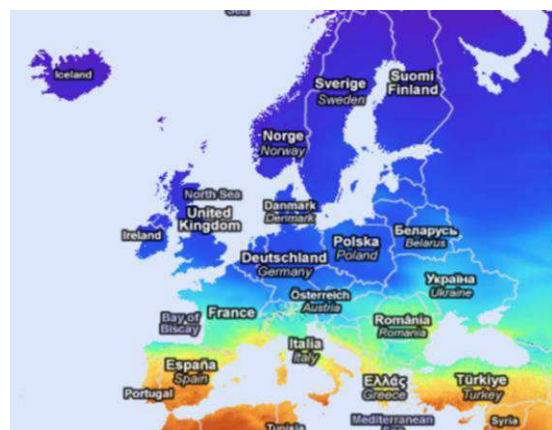 Sea
Iceland
Sverige
Sweden
Suomi
Finland
Norge
Norway
North Sea
United
Kingdom
Ireland
Danmark
Denmark
Беларусь
Belarus
Polska
Poland
Deutschland
Germany
Україна
Ukraine
Österreich
Austria
France
Bay of
Biscay
România
Romania
Italia
Italy
España
Spain
Portugal
Ελλάς
Greece
Türkiye
Turkey
Mediterranean
Tunisia
Syria